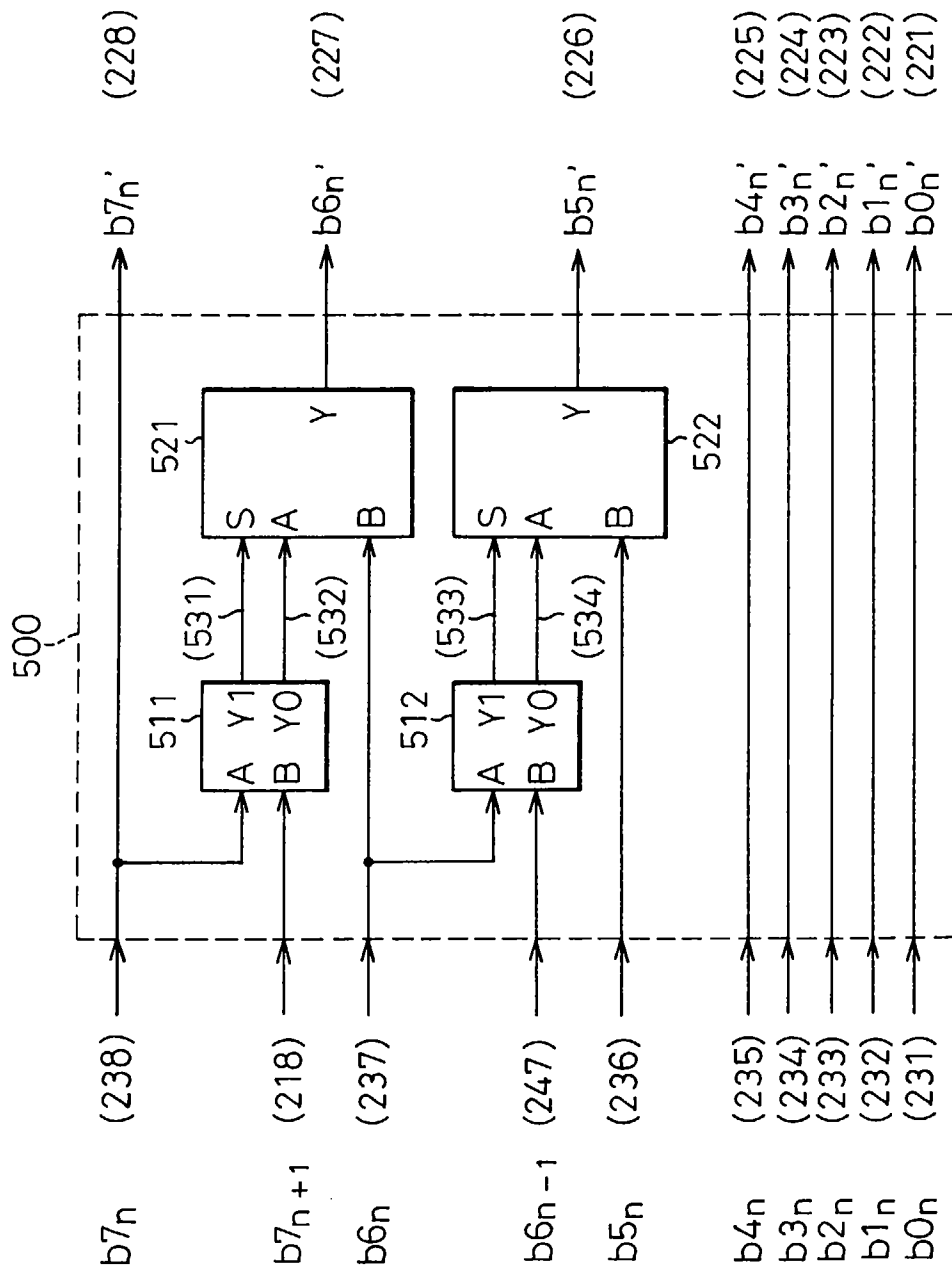 500
b7n (238) b7n' (228)
511 A Y1 (531) S 521
b7n+1 (218) B Y0 (532) A Y b6n' (227)
b6n (237) B
512 A Y1 (533) S
b6n-1 (247) B Y0 (534) A Y b5n' (226)
b5n (236) B 522
b4n (235) b4n' (225)
b3n (234) b3n' (224)
b2n (233) b2n' (223)
b1n (232) b1n' (222)
b0n (231) b0n' (221)